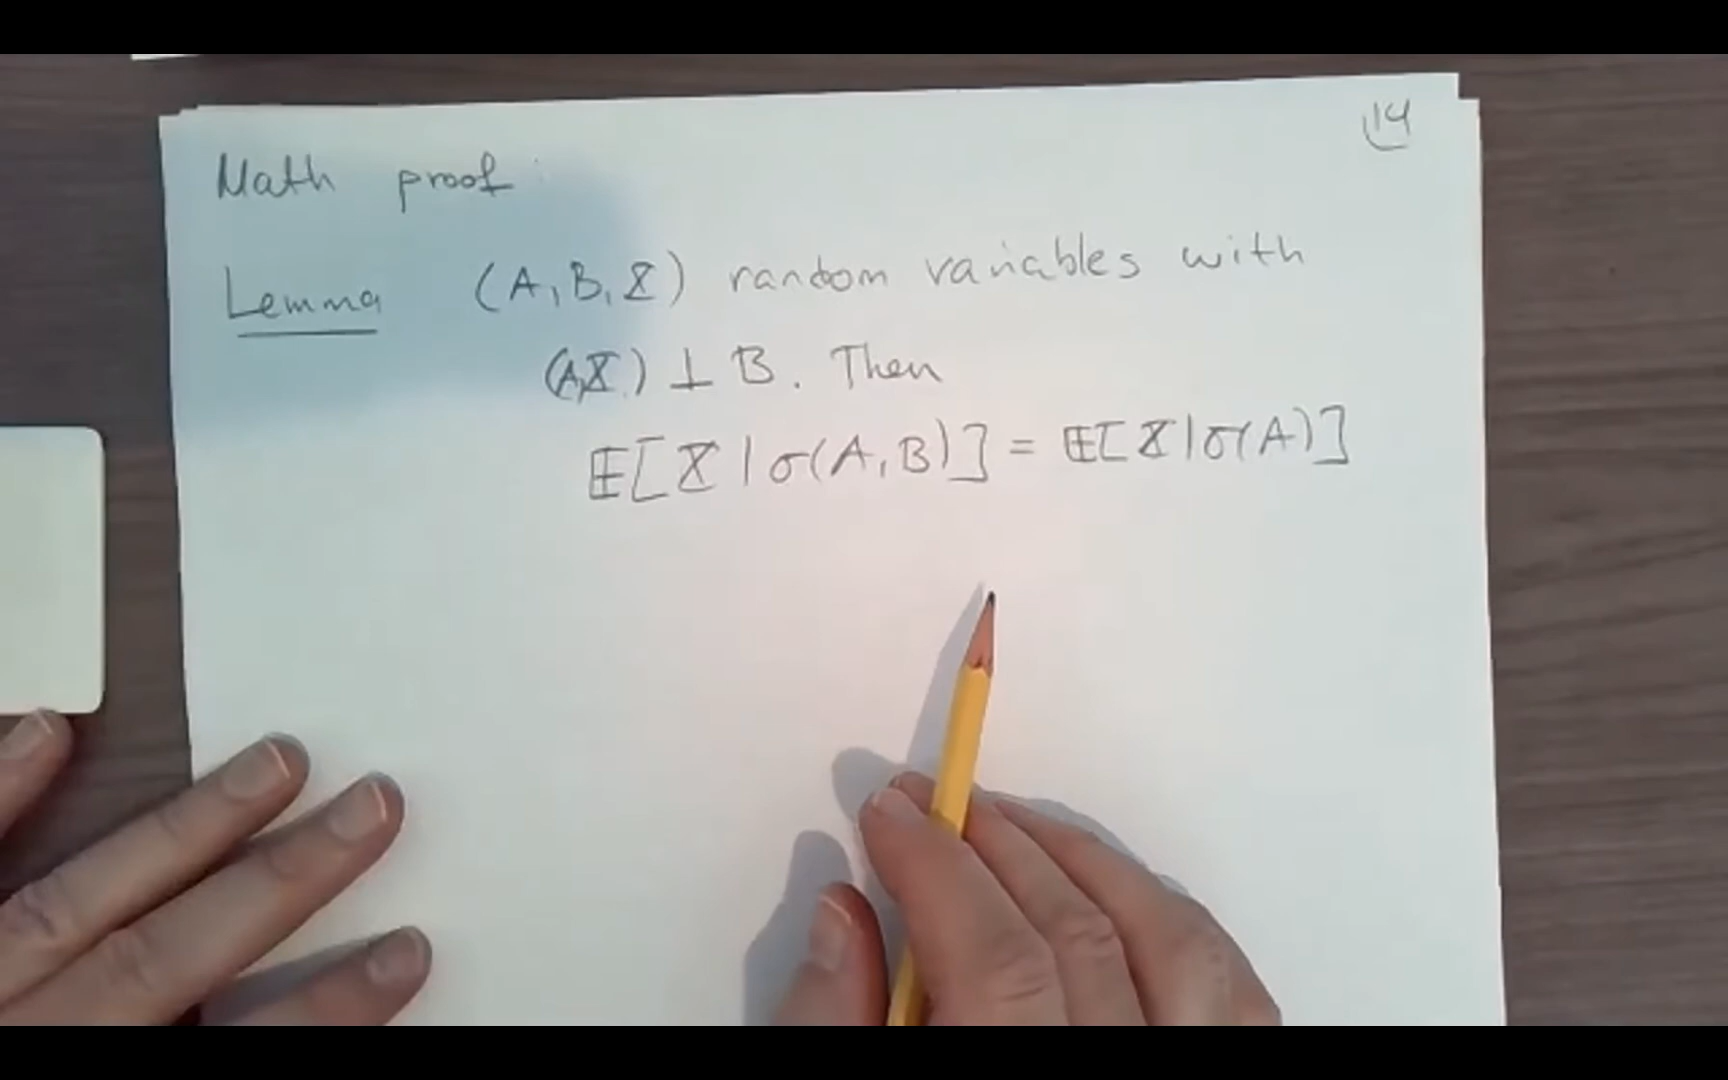 14
Math proof :
Lemma (A, B, X) random variables with
(A, X) ⊥ B. Then
𝔼[X | σ(A, B)] = 𝔼[X | σ(A)]